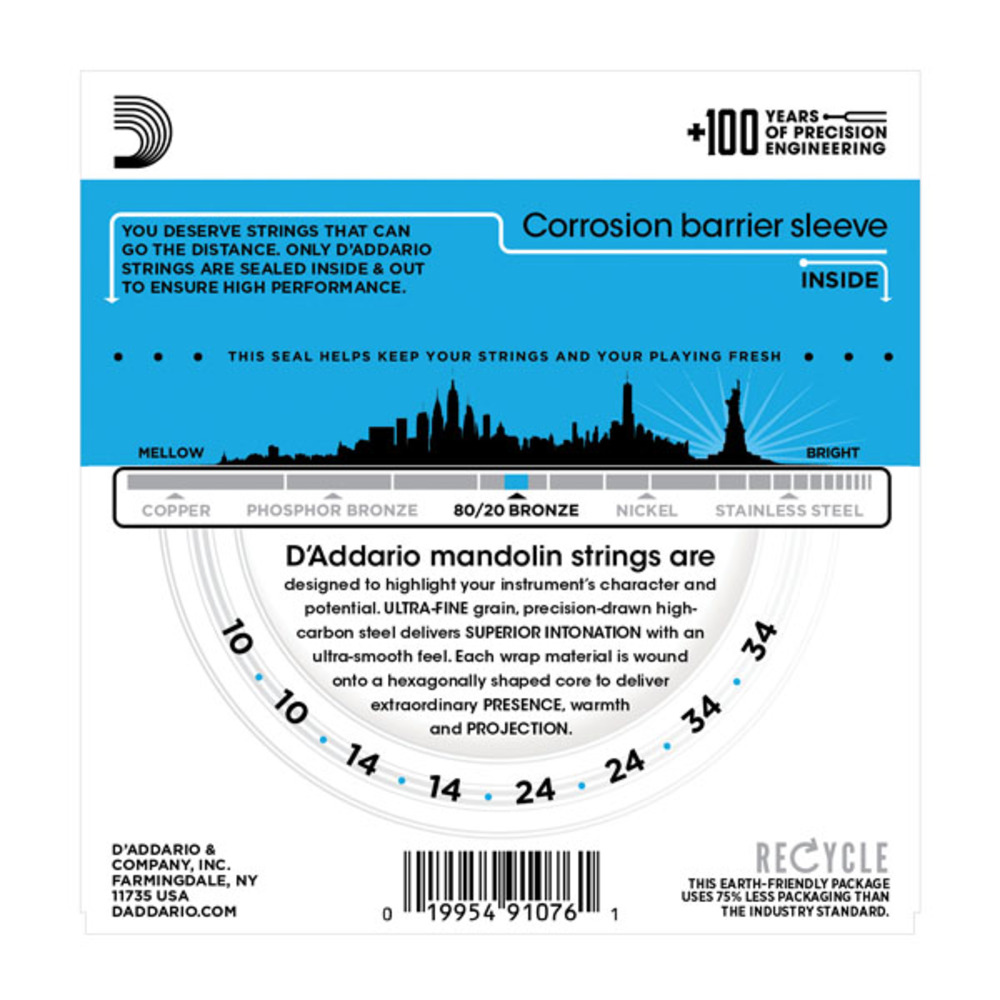 +100 YEARS
OF PRECISION
ENGINEERING
YOU DESERVE STRINGS THAT CAN
GO THE DISTANCE. ONLY D'ADDARIO
STRINGS ARE SEALED INSIDE & OUT
TO ENSURE HIGH PERFORMANCE.
Corrosion barrier sleeve
INSIDE
THIS SEAL HELPS KEEP YOUR STRINGS AND YOUR PLAYING FRESH
MELLOW BRIGHT
COPPER PHOSPHOR BRONZE 80/20 BRONZE NICKEL STAINLESS STEEL
D'Addario mandolin strings are
designed to highlight your instrument's character and
potential. ULTRA-FINE grain, precision-drawn high-
carbon steel delivers SUPERIOR INTONATION with an
ultra-smooth feel. Each wrap material is wound
onto a hexagonally shaped core to deliver
extraordinary PRESENCE, warmth
and PROJECTION.
10 • 10 • 14 • 14 • 24 • 24 • 34 • 34
D'ADDARIO &
COMPANY, INC.
FARMINGDALE, NY
11735 USA
DADDARIO.COM
0 19954 91076 1
RECYCLE
THIS EARTH-FRIENDLY PACKAGE
USES 75% LESS PACKAGING THAN
THE INDUSTRY STANDARD.